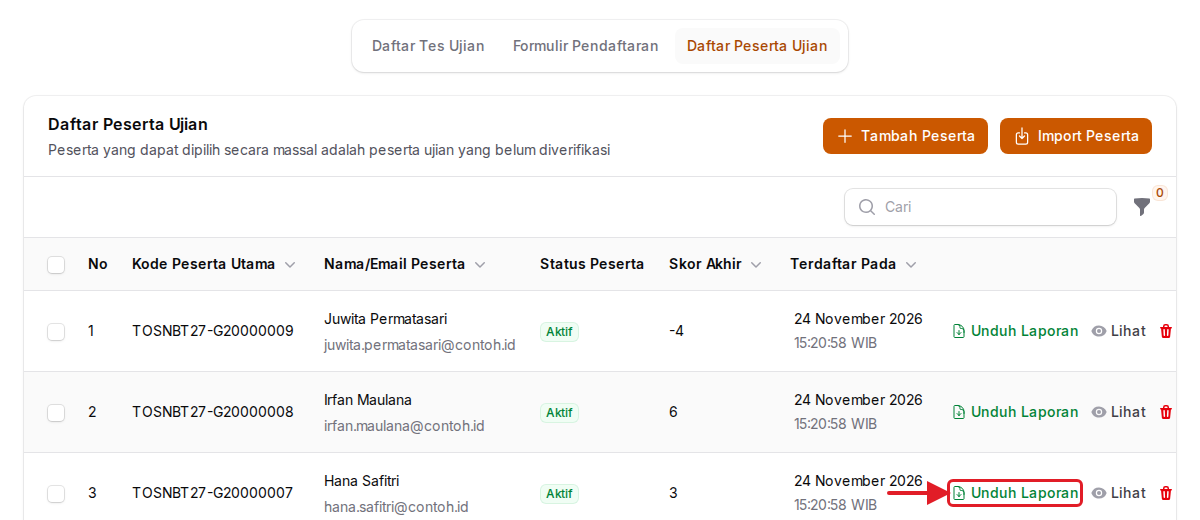 Daftar Tes Ujian Formulir Pendaftaran Daftar Peserta Ujian
Daftar Peserta Ujian
Peserta yang dapat dipilih secara massal adalah peserta ujian yang belum diverifikasi
Tambah Peserta Import Peserta
Cari 0
No Kode Peserta Utama Nama/Email Peserta Status Peserta Skor Akhir Terdaftar Pada
1 TOSNBT27-G20000009 Juwita Permatasari Aktif -4 24 November 2026 Unduh Laporan Lihat
juwita.permatasari@contoh.id 15:20:58 WIB
2 TOSNBT27-G20000008 Irfan Maulana Aktif 6 24 November 2026 Unduh Laporan Lihat
irfan.maulana@contoh.id 15:20:58 WIB
3 TOSNBT27-G20000007 Hana Safitri Aktif 3 24 November 2026 Unduh Laporan Lihat
hana.safitri@contoh.id 15:20:58 WIB